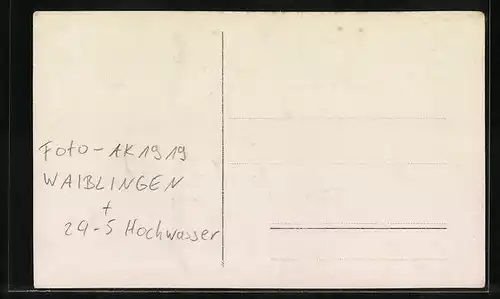 Foto - AK 1919
WAIBLINGEN
+
29-5 Hochwasser